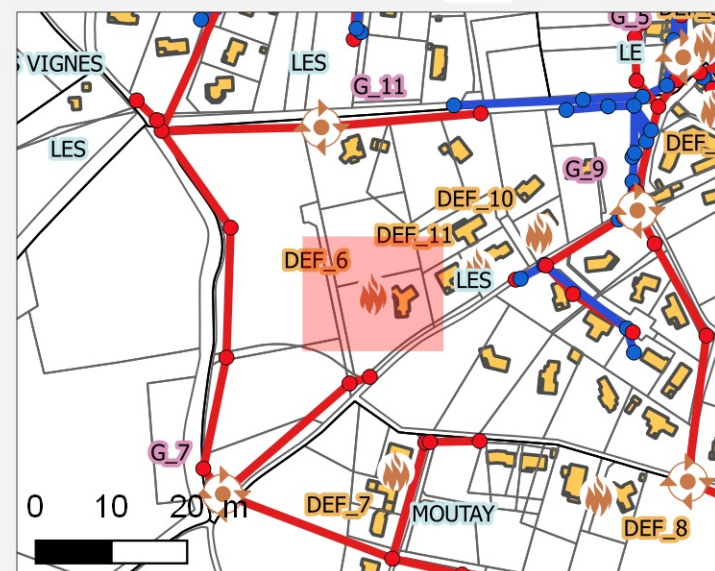 G_5
LE
S VIGNES
LES
G_11
LES
DEF_
G_9
DEF_10
DEF_11
DEF_6
LES
G_7
0 10 20 m
DEF_7
MOUTAY
DEF_8